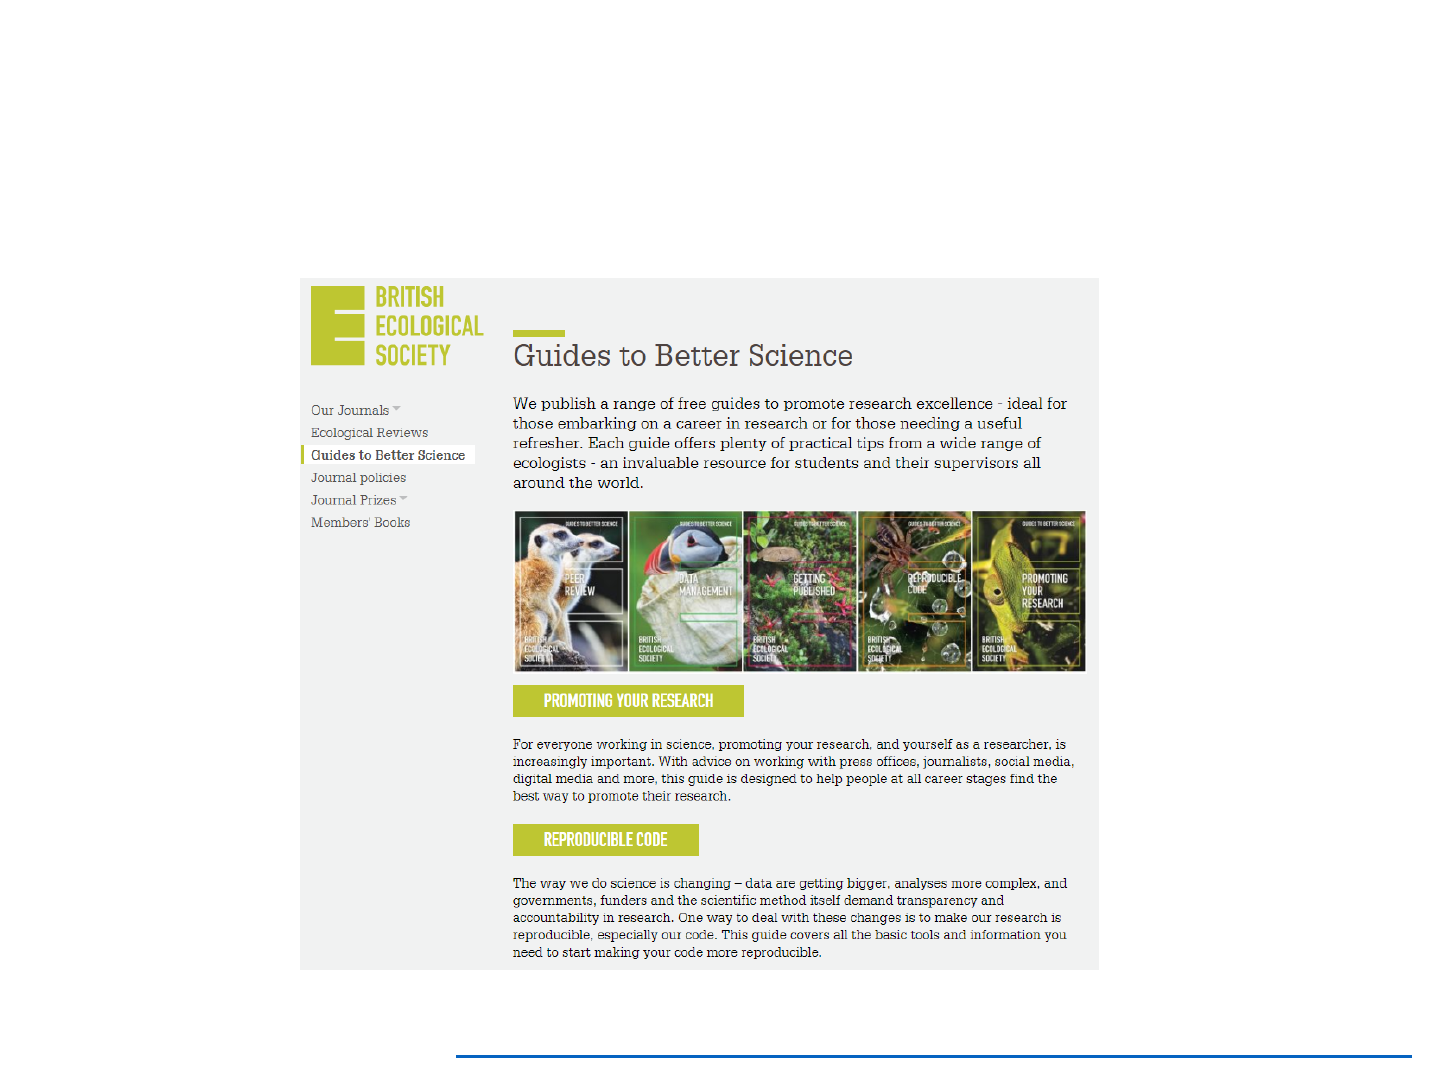 BRITISH
ECOLOGICAL
SOCIETY
Our Journals
Ecological Reviews
Guides to Better Science
Journal policies
Journal Prizes
Members' Books
Guides to Better Science
We publish a range of free guides to promote research excellence - ideal for
those embarking on a career in research or for those needing a useful
refresher. Each guide offers plenty of practical tips from a wide range of
ecologists - an invaluable resource for students and their supervisors all
around the world.
GUIDES TO BETTER SCIENCE
PEER
REVIEW
BRITISH
ECOLOGICAL
SOCIETY
GUIDES TO BETTER SCIENCE
DATA
MANAGEMENT
BRITISH
ECOLOGICAL
SOCIETY
GUIDES TO BETTER SCIENCE
GETTING
PUBLISHED
BRITISH
ECOLOGICAL
SOCIETY
GUIDES TO BETTER SCIENCE
REPRODUCIBLE
CODE
BRITISH
ECOLOGICAL
SOCIETY
GUIDES TO BETTER SCIENCE
PROMOTING
YOUR
RESEARCH
BRITISH
ECOLOGICAL
SOCIETY
PROMOTING YOUR RESEARCH
For everyone working in science, promoting your research, and yourself as a researcher, is
increasingly important. With advice on working with press offices, journalists, social media,
digital media and more, this guide is designed to help people at all career stages find the
best way to promote their research.
REPRODUCIBLE CODE
The way we do science is changing – data are getting bigger, analyses more complex, and
governments, funders and the scientific method itself demand transparency and
accountability in research. One way to deal with these changes is to make our research is
reproducible, especially our code. This guide covers all the basic tools and information you
need to start making your code more reproducible.